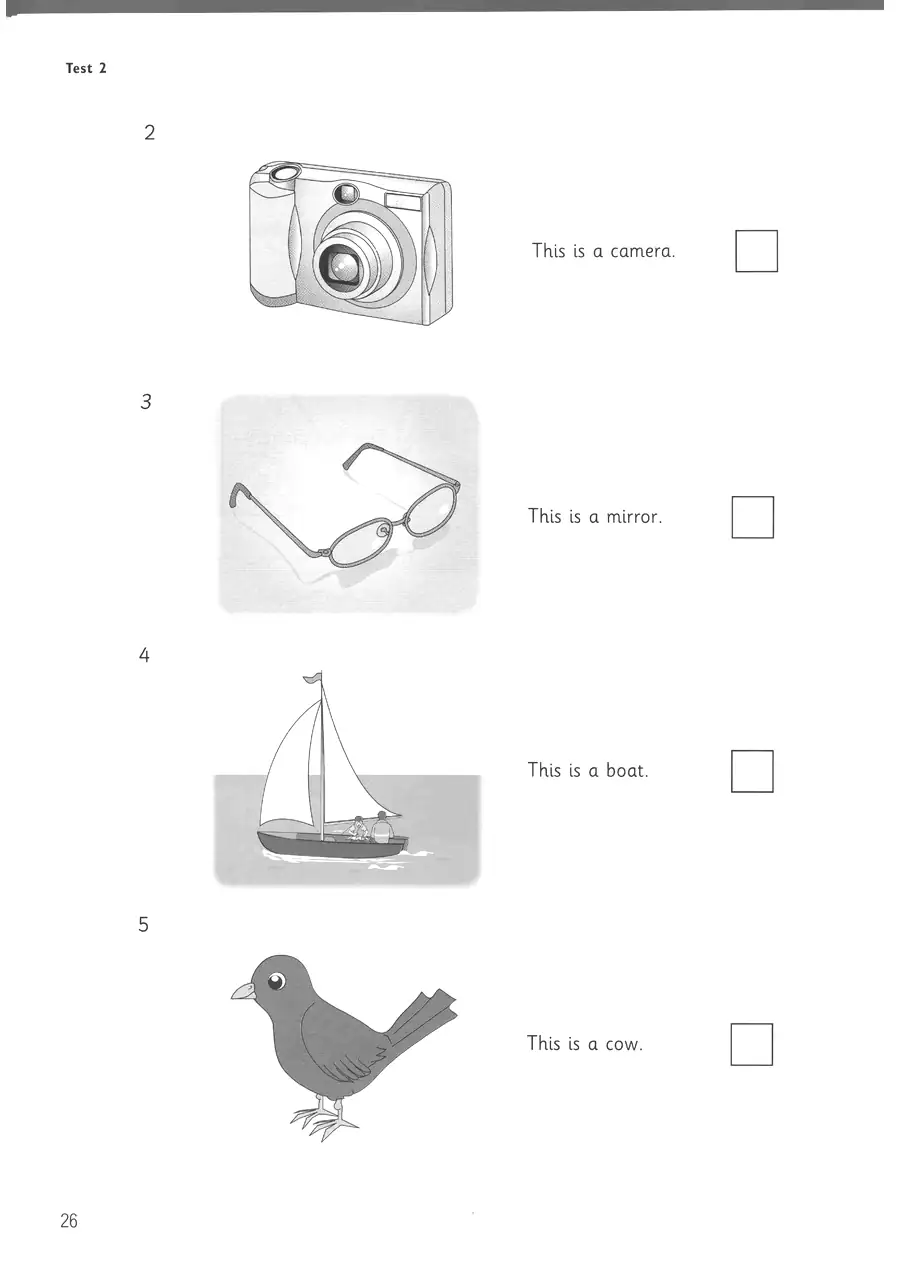 Test 2
2
This is a camera.
3
This is a mirror.
4
This is a boat.
5
This is a cow.
26